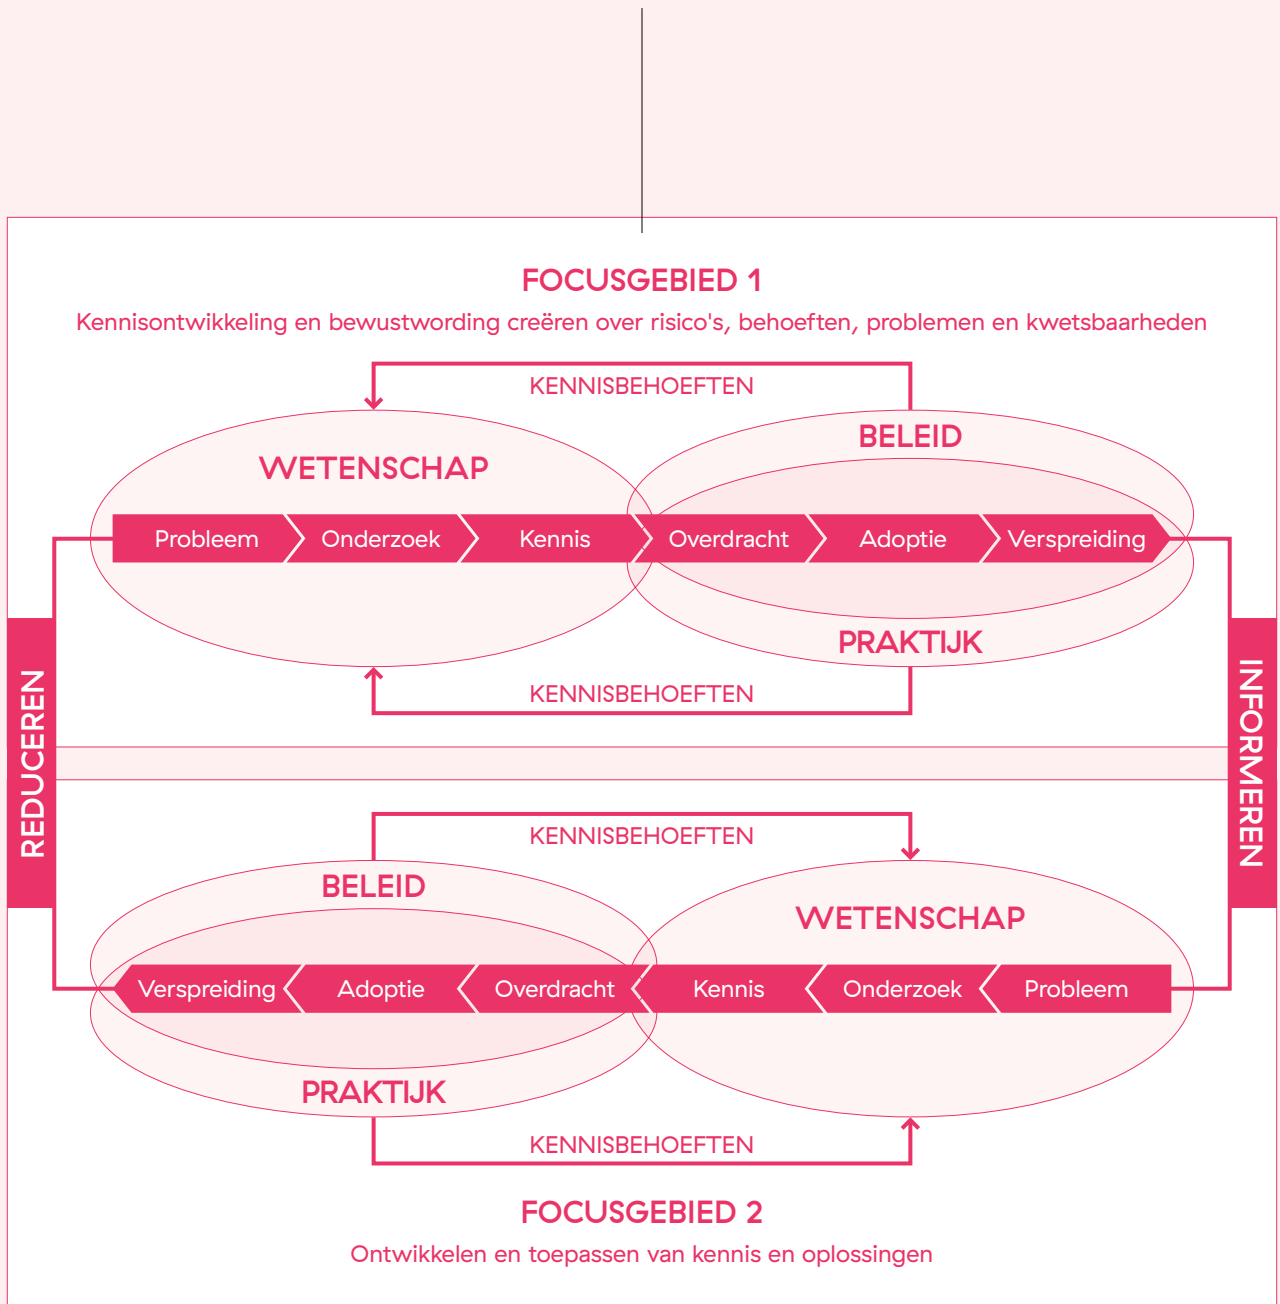 FOCUSGEBIED 1
Kennisontwikkeling en bewustwording creëren over risico's, behoeften, problemen en kwetsbaarheden
KENNISBEHOEFTEN
BELEID
WETENSCHAP
Probleem Onderzoek Kennis Overdracht Adoptie Verspreiding
PRAKTIJK
KENNISBEHOEFTEN
REDUCEREN
INFORMEREN
KENNISBEHOEFTEN
BELEID
WETENSCHAP
Verspreiding Adoptie Overdracht Kennis Onderzoek Probleem
PRAKTIJK
KENNISBEHOEFTEN
FOCUSGEBIED 2
Ontwikkelen en toepassen van kennis en oplossingen